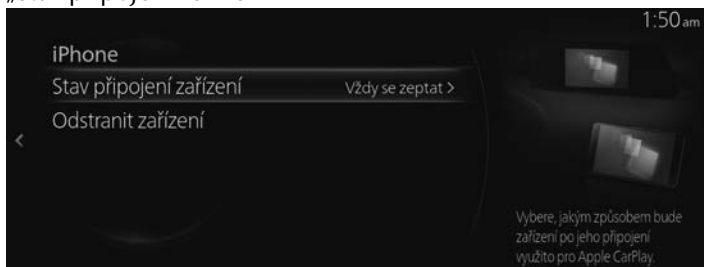 1:50 am
iPhone
Stav připojení zařízení
Vždy se zeptat >
Odstranit zařízení
<
Vybere, jakým způsobem bude
zařízení po jeho připojení
využito pro Apple CarPlay.